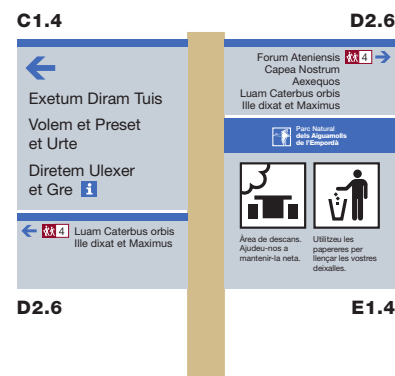 C1.4
Exetum Diram Tuis
Volem et Preset
et Urte
Diretem Ulexer
et Gre i
4 Luam Caterbus orbis
Ille dixat et Maximus
D2.6
D2.6
Forum Ateniensis 4
Capea Nostrum
Aexequos
Luam Caterbus orbis
Ille dixat et Maximus
Parc Natural
dels Aiguamolls
de l'Empordà
Àrea de descans.
Ajudeu-nos a
mantenir-la neta.
Utilitzeu les
papereres per
llençar les vostres
deixalles.
E1.4